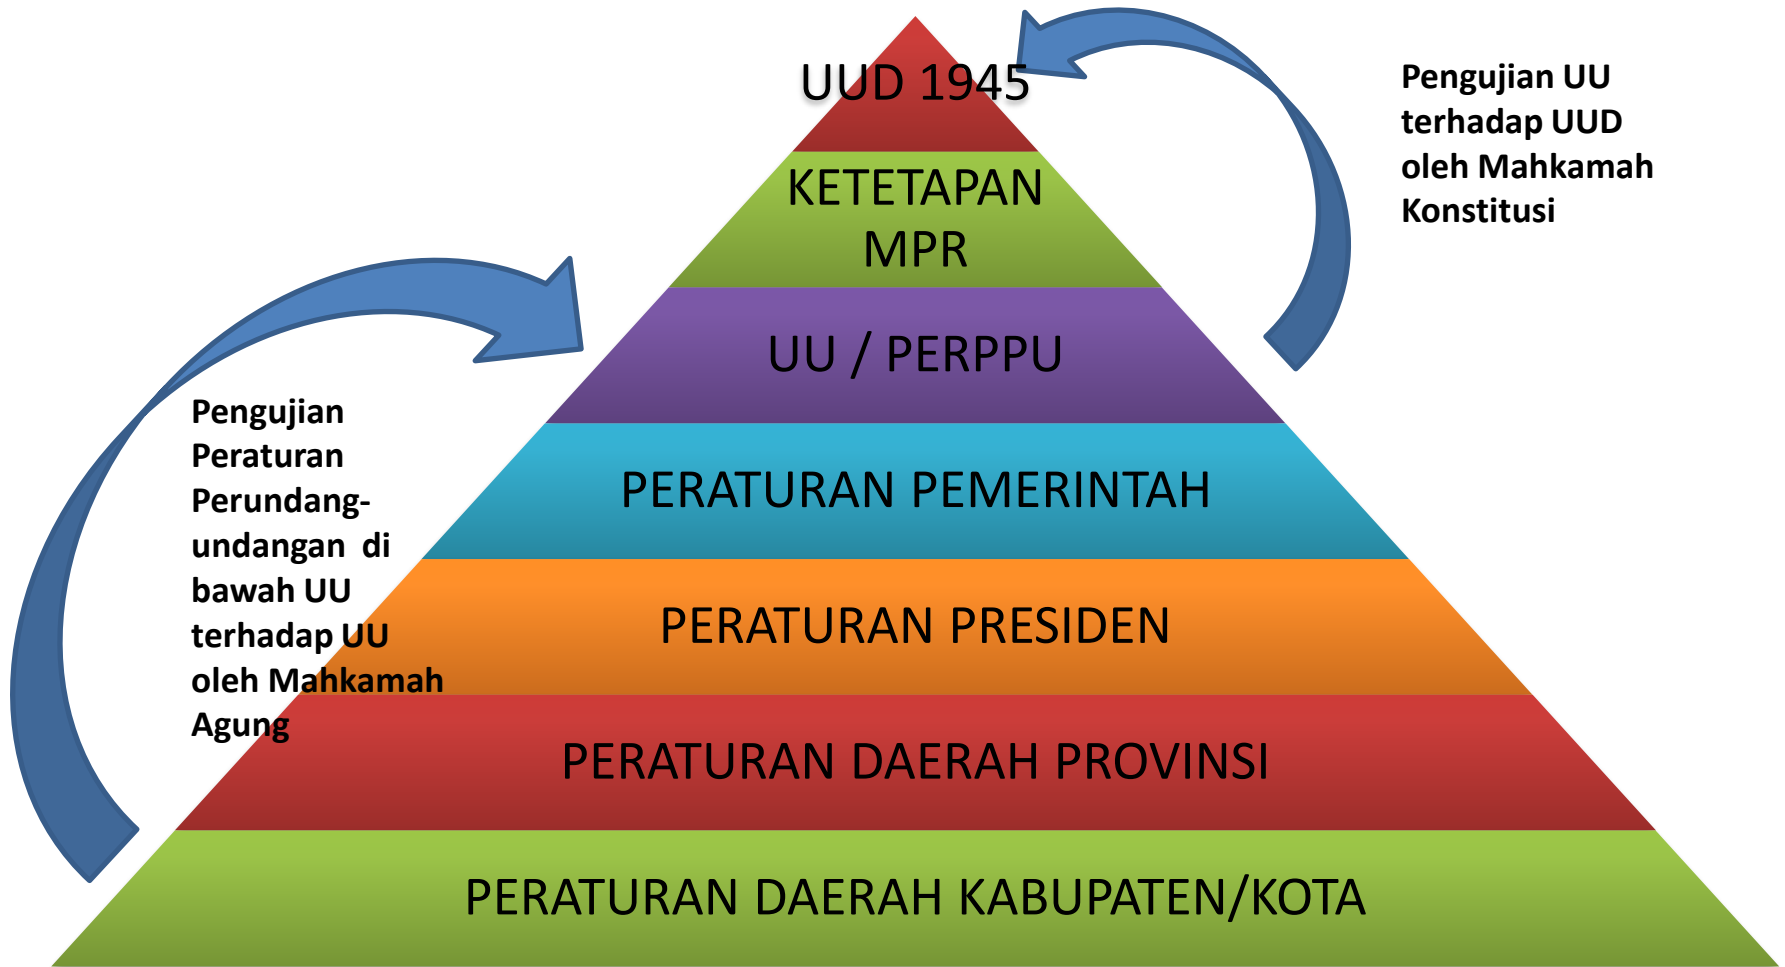 UUD 1945
KETETAPAN
MPR
UU / PERPPU
PERATURAN PEMERINTAH
PERATURAN PRESIDEN
PERATURAN DAERAH PROVINSI
PERATURAN DAERAH KABUPATEN/KOTA
Pengujian UU
terhadap UUD
oleh Mahkamah
Konstitusi
Pengujian
Peraturan
Perundang-
undangan  di
bawah UU
terhadap UU
oleh Mahkamah
Agung